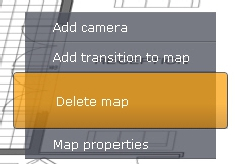 Add camera
Add transition to map
Delete map
Map properties